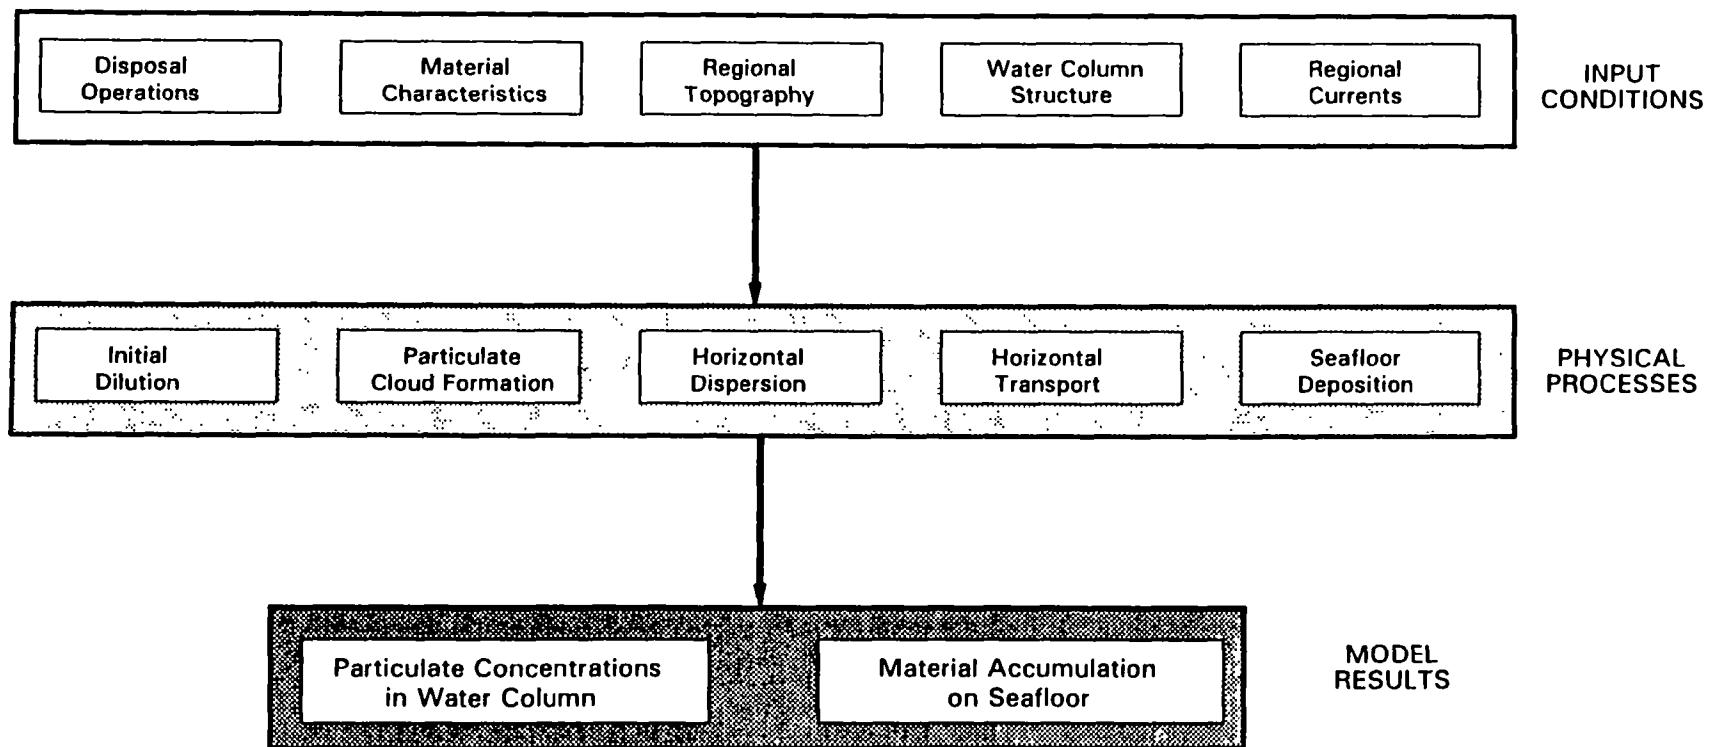 Disposal
Operations
Material
Characteristics
Regional
Topography
Water Column
Structure
Regional
Currents
INPUT
CONDITIONS
Initial
Dilution
Particulate
Cloud Formation
Horizontal
Dispersion
Horizontal
Transport
Seafloor
Deposition
PHYSICAL
PROCESSES
Particulate Concentrations
in Water Column
Material Accumulation
on Seafloor
MODEL
RESULTS